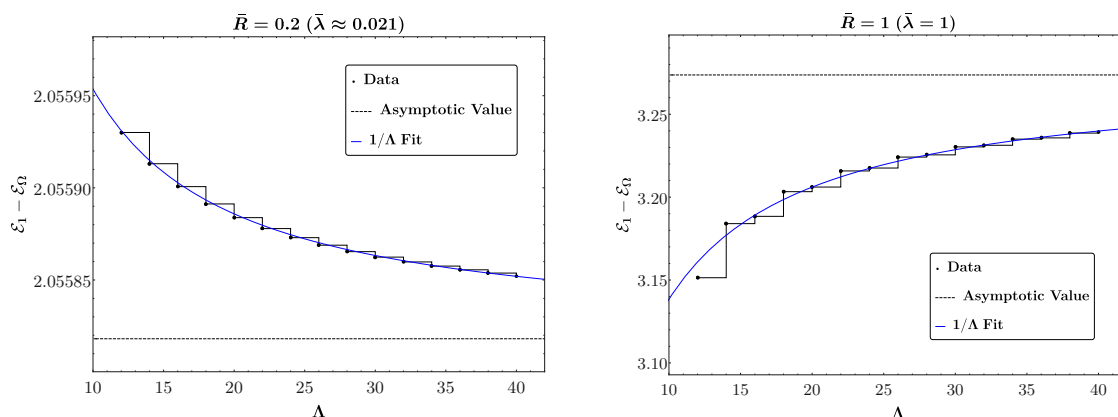 R̄ = 0.2 (λ̄ ≈ 0.021)
2.05595
2.05590
2.05585
ℰ₁ − ℰ_Ω
Data
Asymptotic Value
1/Λ Fit
10 15 20 25 30 35 40
Λ
R̄ = 1 (λ̄ = 1)
3.25
3.20
3.15
3.10
ℰ₁ − ℰ_Ω
Data
Asymptotic Value
1/Λ Fit
10 15 20 25 30 35 40
Λ